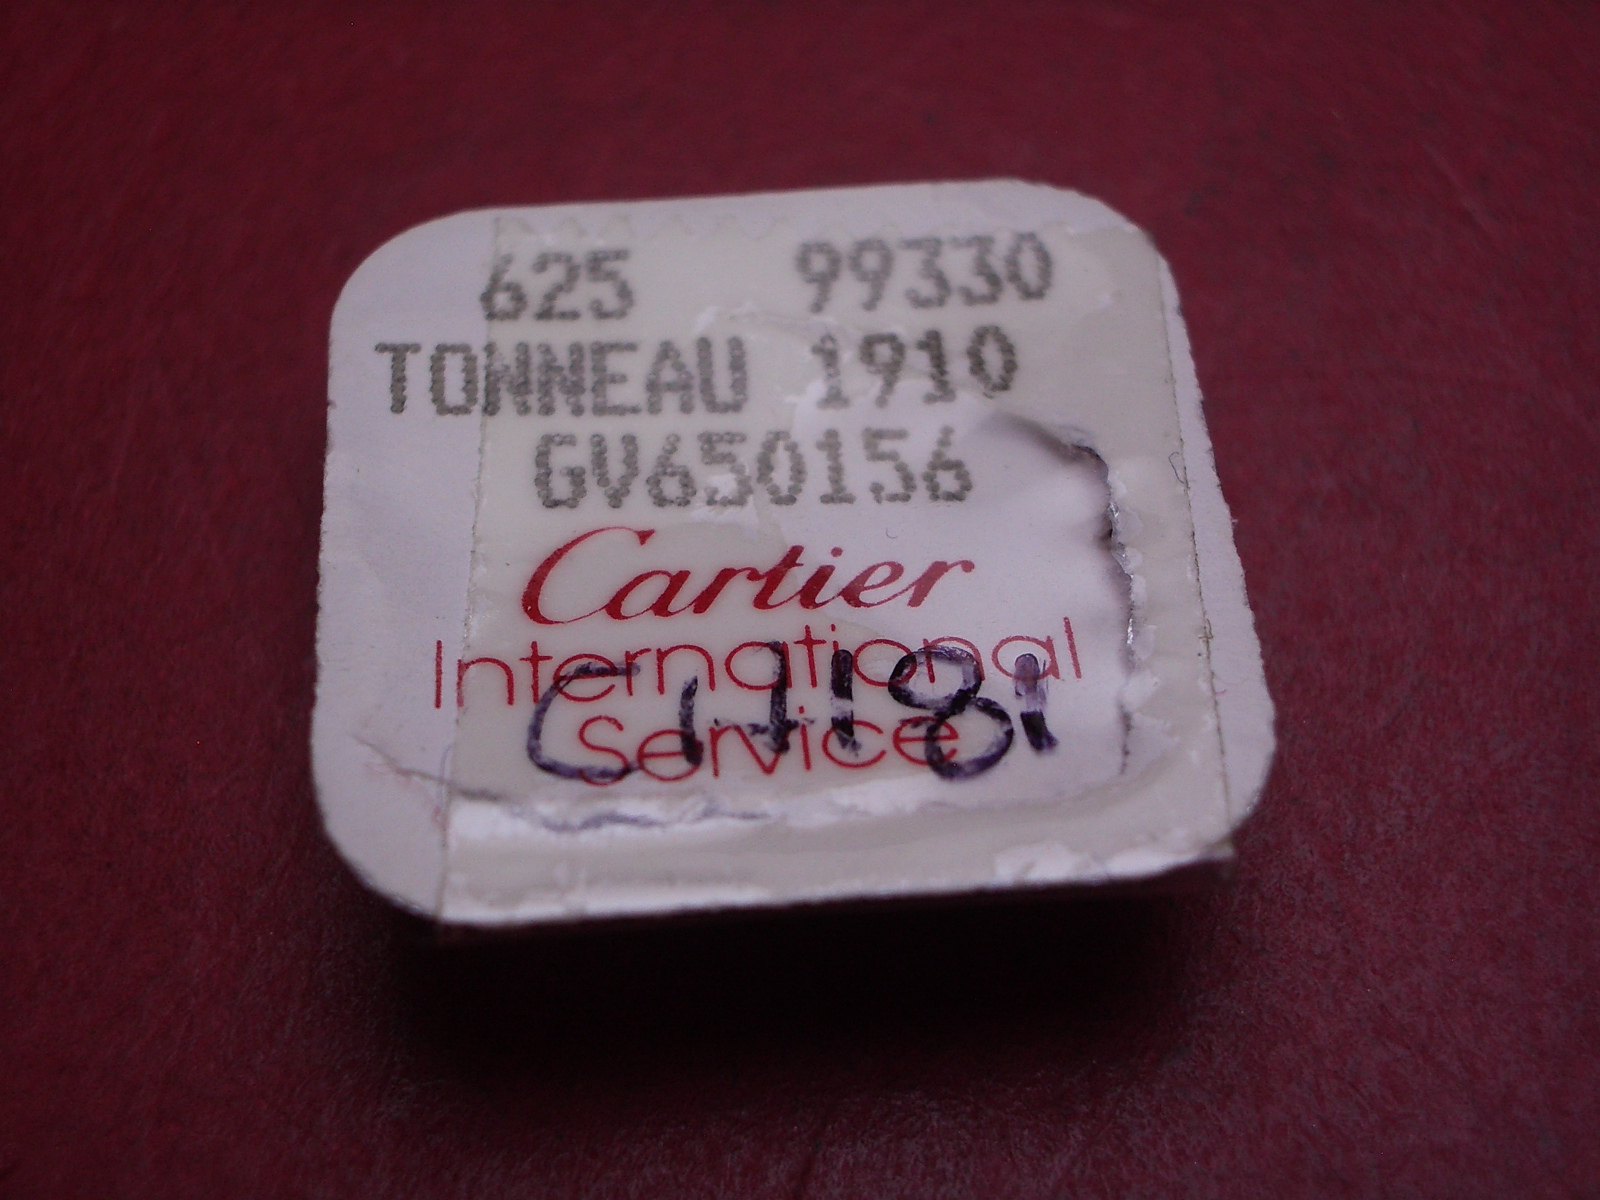 625 99330
TONNEAU 1910
GV650156
Cartier
International
Service